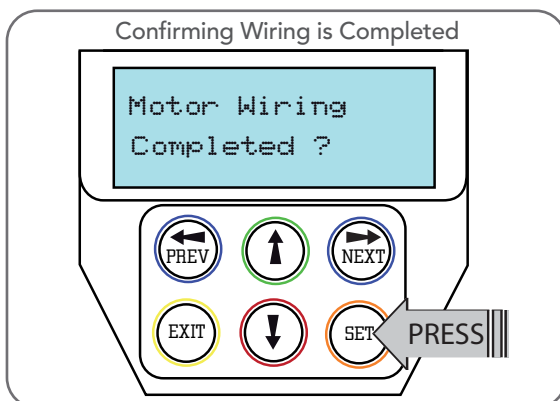 Confirming Wiring is Completed
Motor Wiring
Completed ?
PREV
NEXT
EXIT
SET
PRESS